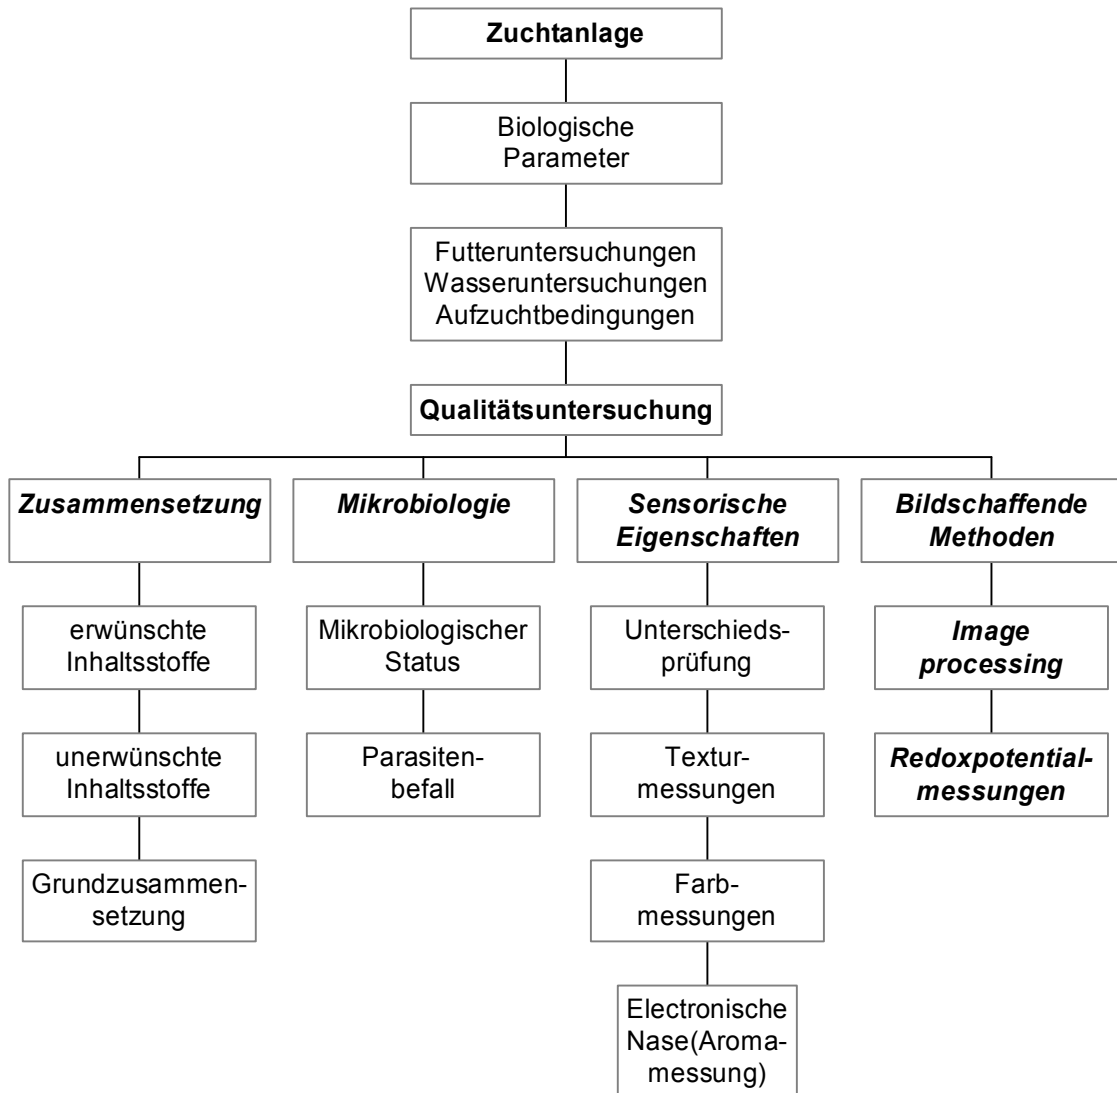 Zuchtanlage
Biologische
Parameter
Futteruntersuchungen
Wasseruntersuchungen
Aufzuchtbedingungen
Qualitätsuntersuchung
Zusammensetzung
Mikrobiologie
Sensorische
Eigenschaften
Bildschaffende
Methoden
erwünschte
Inhaltsstoffe
Mikrobiologischer
Status
Unterschieds-
prüfung
Image
processing
unerwünschte
Inhaltsstoffe
Parasiten-
befall
Textur-
messungen
Redoxpotential-
messungen
Grundzusammen-
setzung
Farb-
messungen
Electronische
Nase(Aroma-
messung)